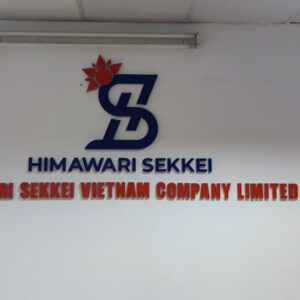 HIMAWARI SEKKEI
RI SEKKEI VIETNAM COMPANY LIMITED